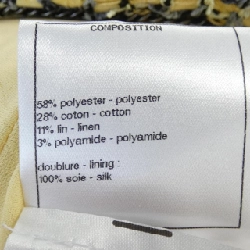 COMPOSITION
58% polyester - polyester
28% coton - cotton
11% lin - linen
3% polyamide - polyamide
doublure - lining :
100% soie - silk